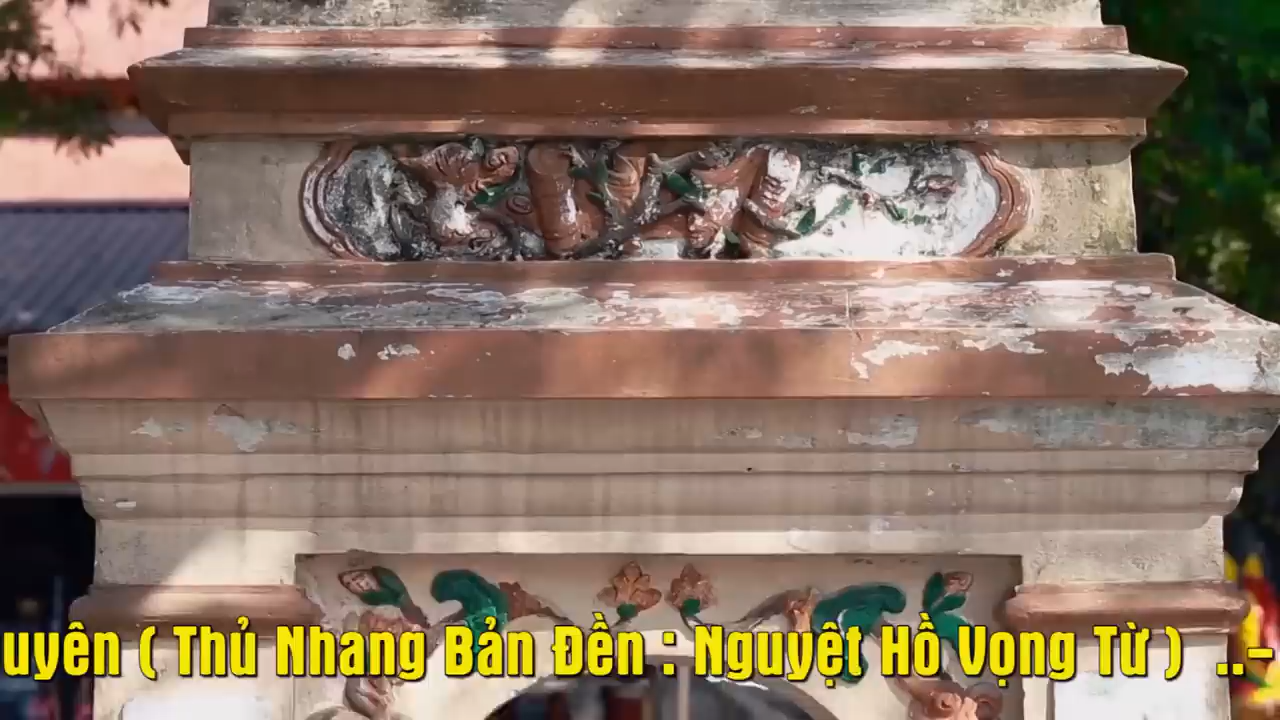 uyên ( Thủ Nhang Bản Đền : Nguyệt Hồ Vọng Từ ) ..-